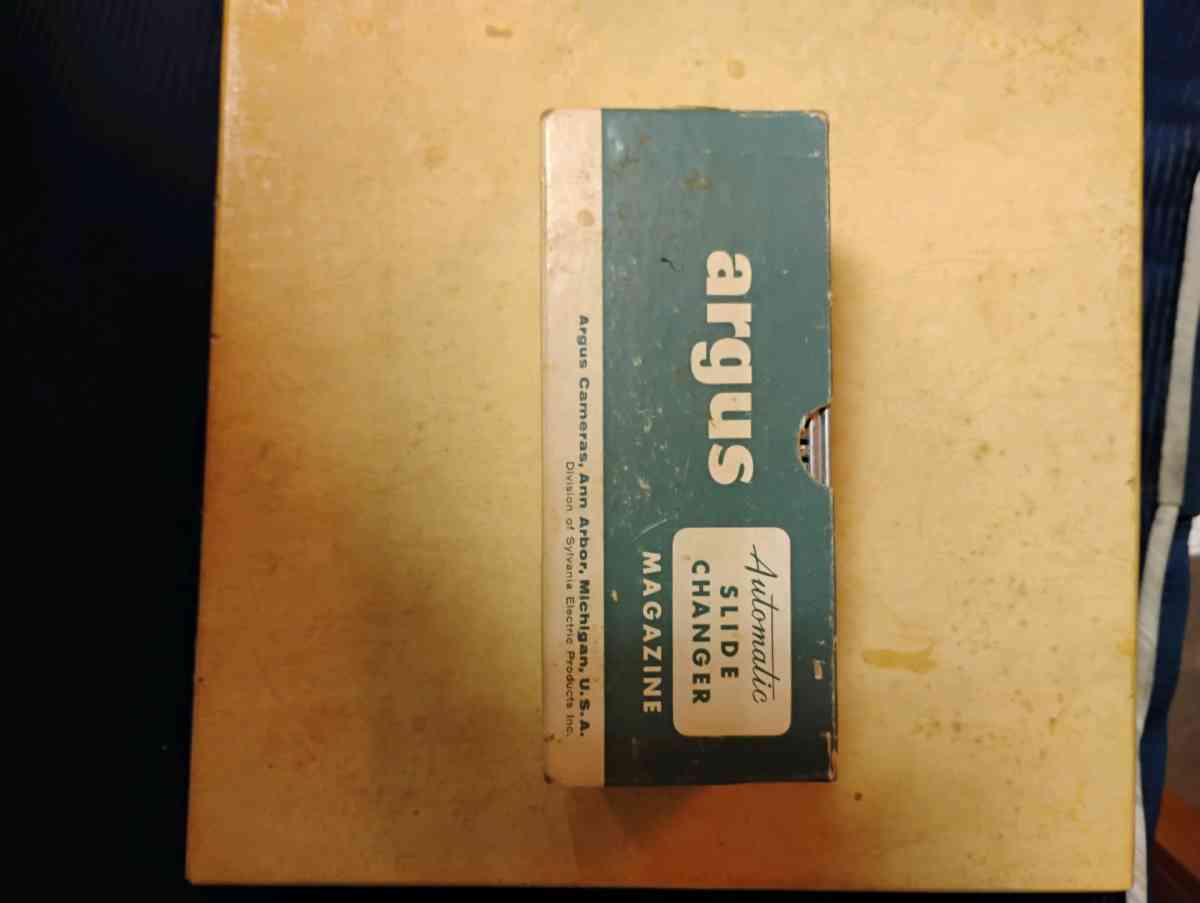 argus
Automatic
SLIDE
CHANGER
MAGAZINE
Argus Cameras, Ann Arbor, Michigan, U.S.A.
Division of Sylvania Electric Products Inc.